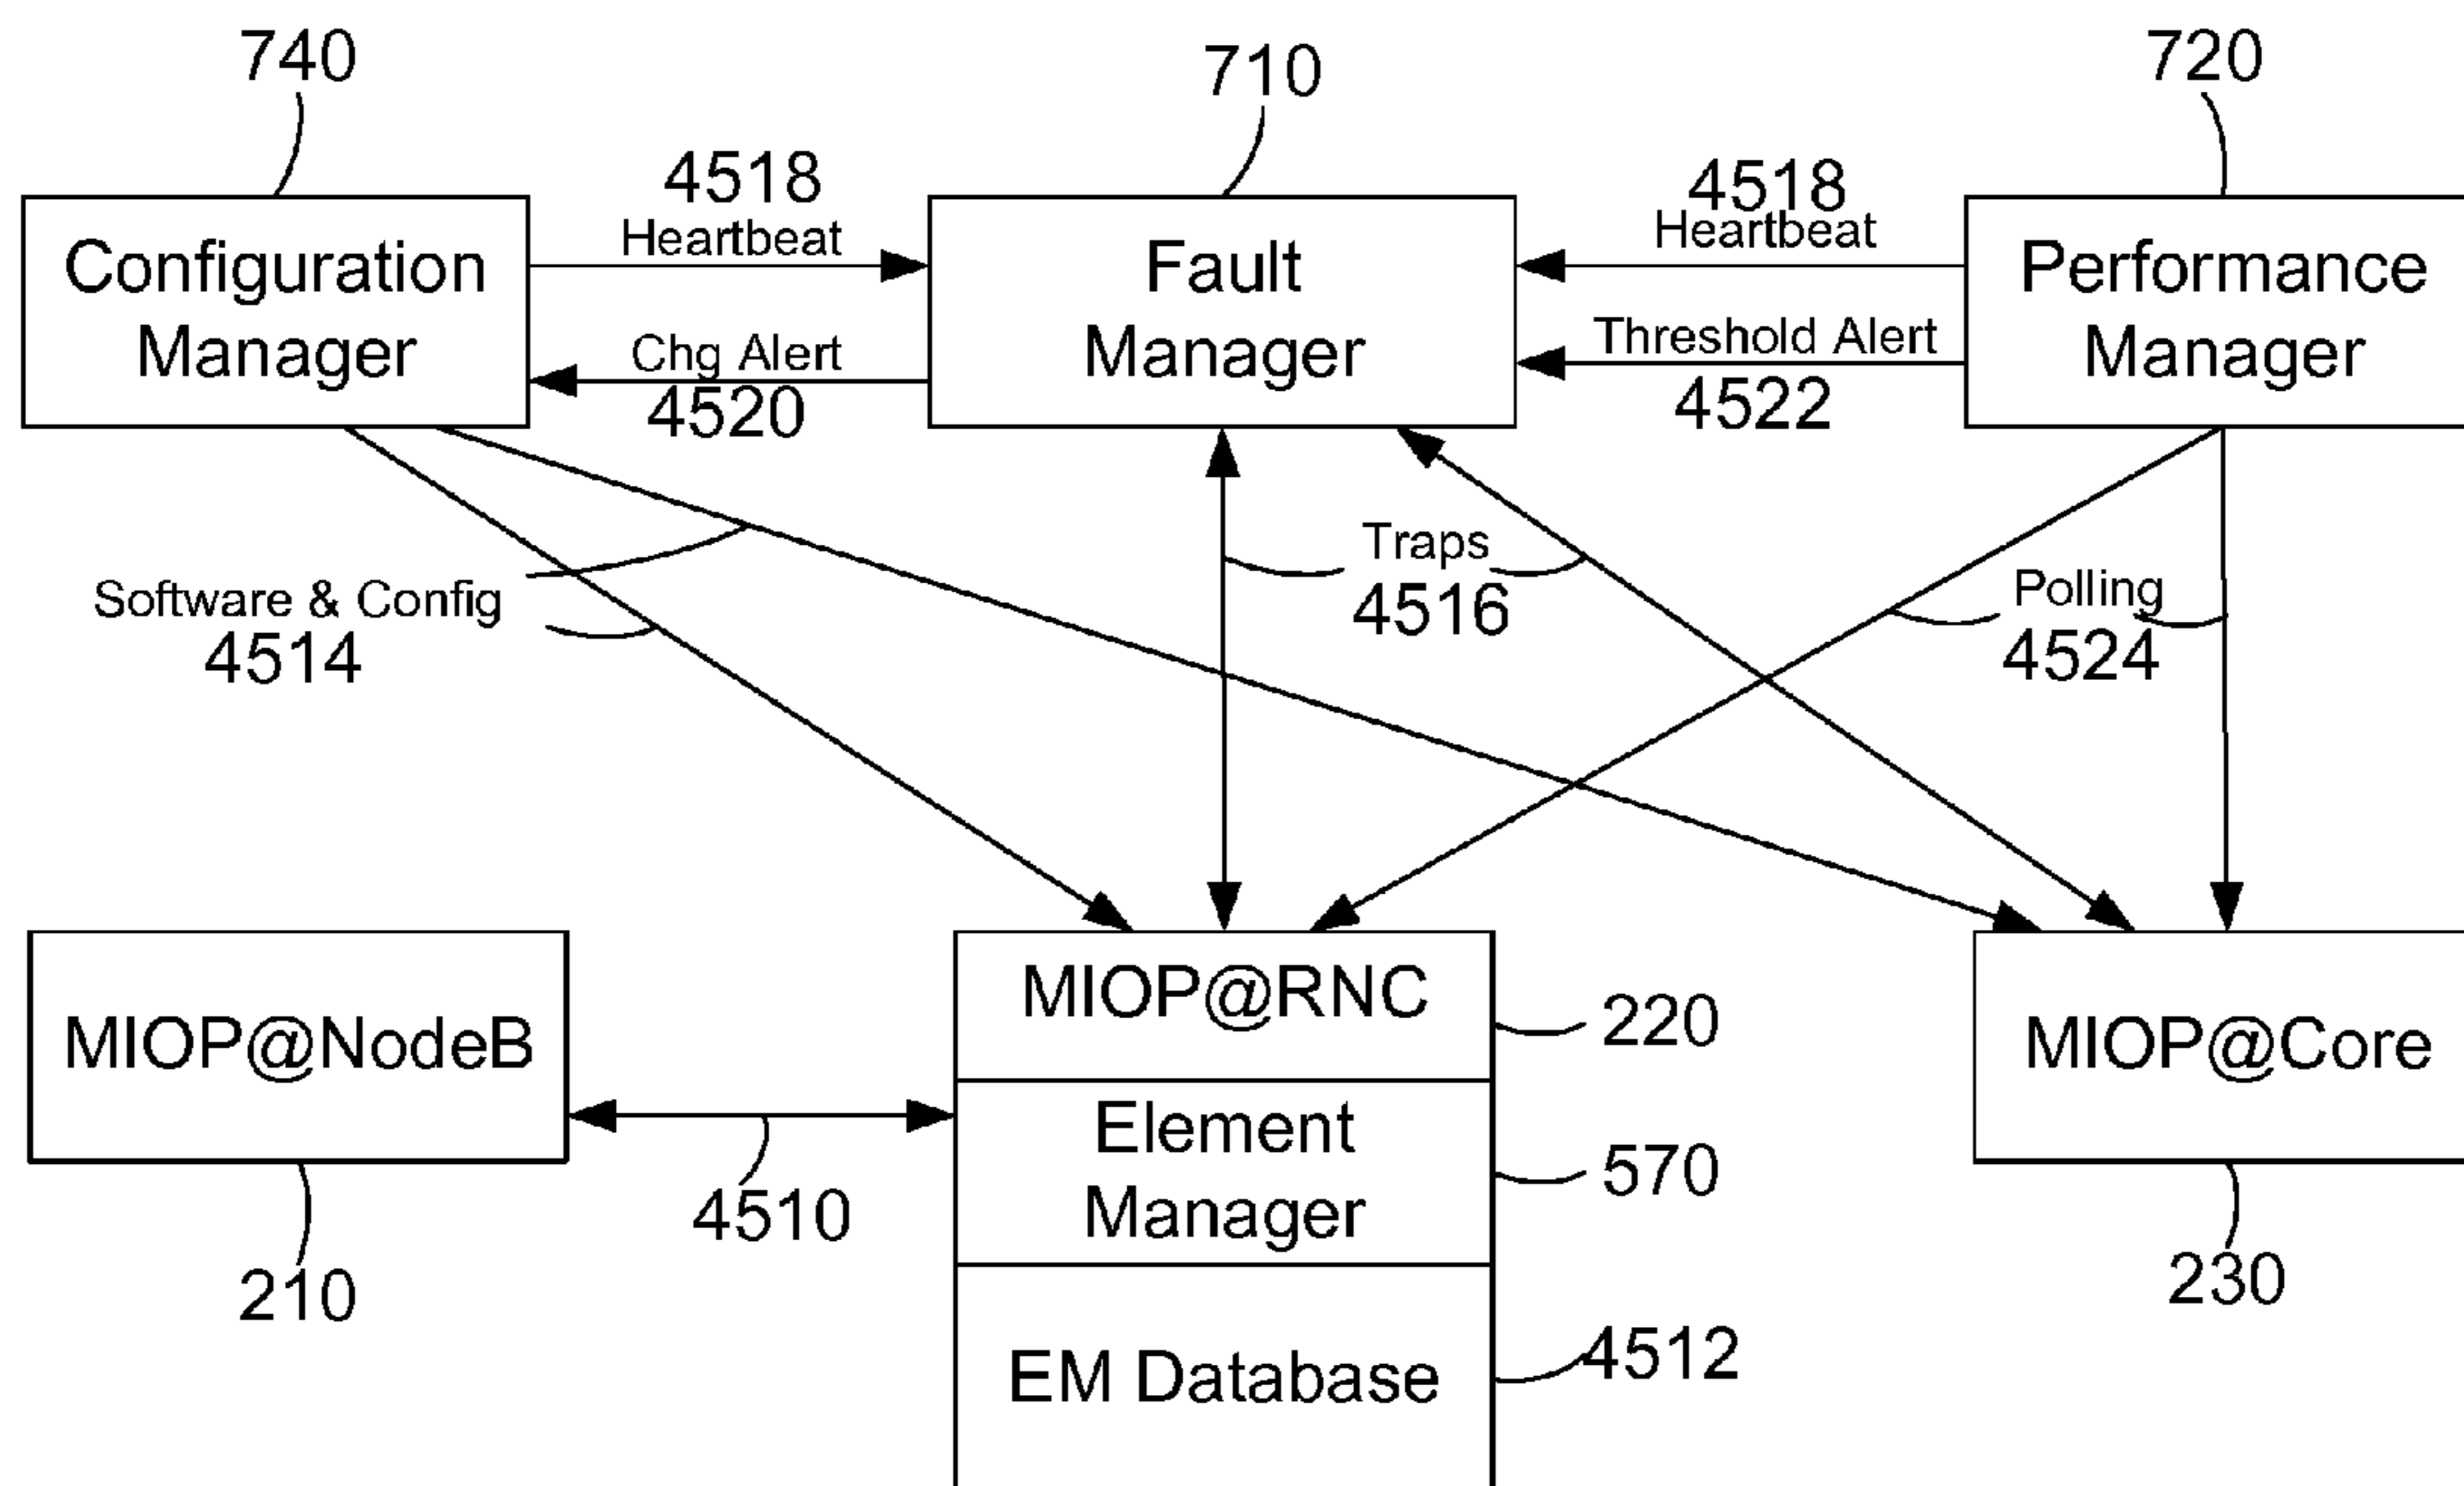 740
710
720
4518
4518
Heartbeat
Heartbeat
Configuration
Manager
Fault
Manager
Performance
Manager
Chg Alert
4520
Threshold Alert
4522
Traps
4516
Software & Config
4514
Polling
4524
MIOP@NodeB
MIOP@RNC
220
MIOP@Core
Element
Manager
570
4510
210
230
EM Database
4512